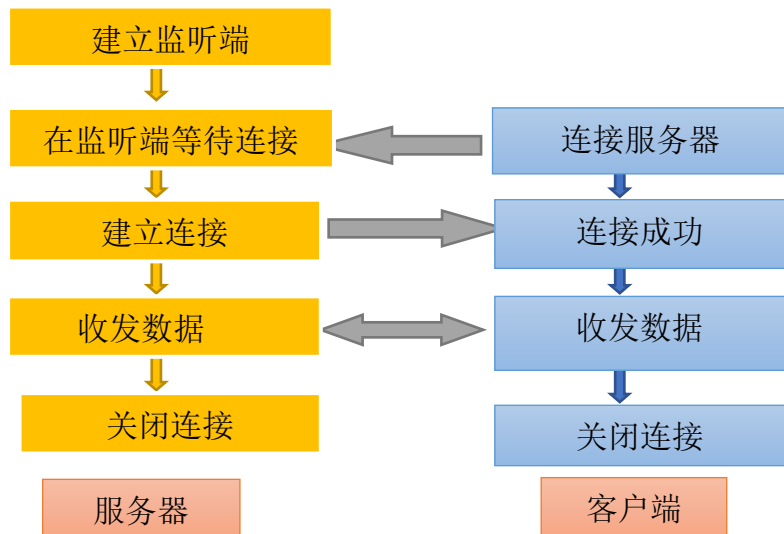 建立监听端
在监听端等待连接
连接服务器
建立连接
连接成功
收发数据
收发数据
关闭连接
关闭连接
服务器
客户端